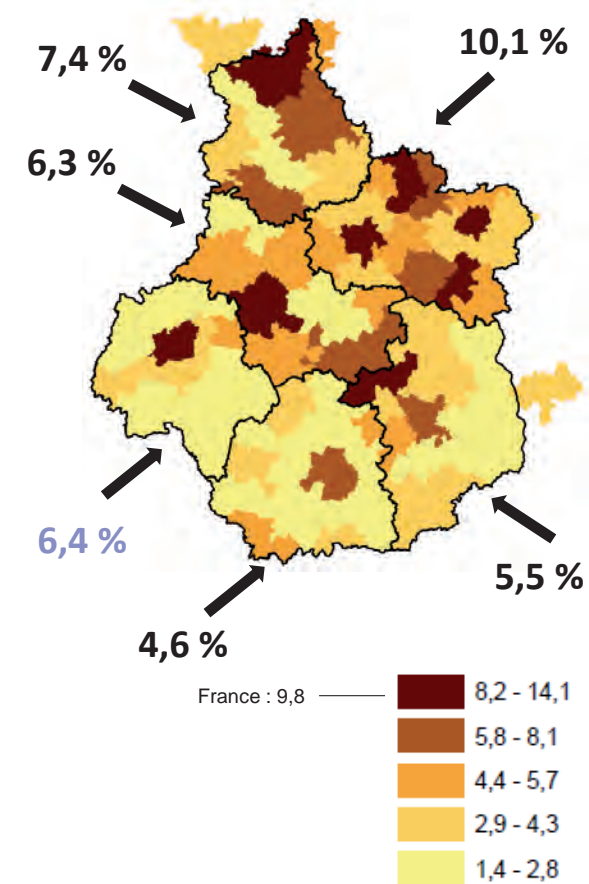 10,1 %
7,4 %
6,3 %
6,4 %
5,5 %
4,6 %
France : 9,8
8,2 - 14,1
5,8 - 8,1
4,4 - 5,7
2,9 - 4,3
1,4 - 2,8